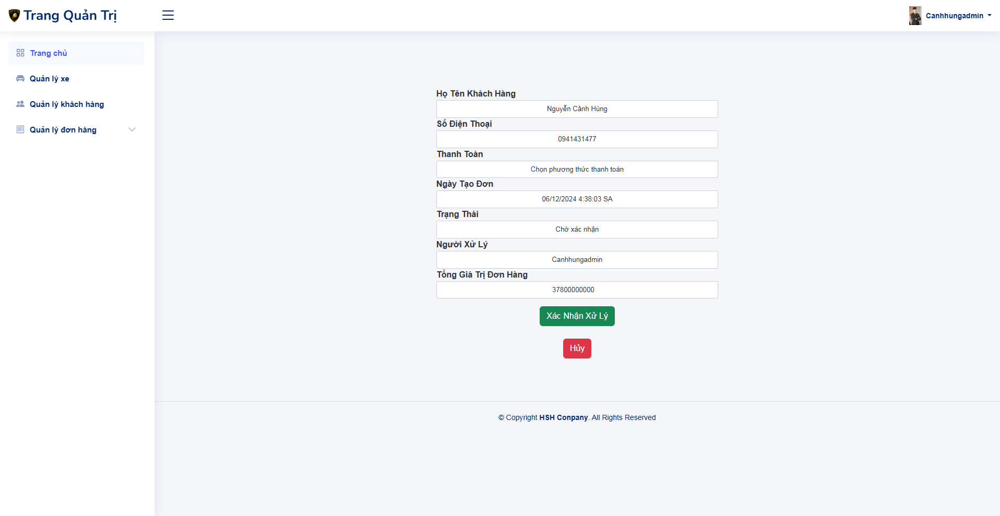 Trang Quản Trị
Canhhungadmin
Trang chủ
Quản lý xe
Quản lý khách hàng
Quản lý đơn hàng
Họ Tên Khách Hàng
Nguyễn Cảnh Hùng
Số Điện Thoại
0941431477
Thanh Toán
Chọn phương thức thanh toán
Ngày Tạo Đơn
06/12/2024 4:38:03 SA
Trạng Thái
Chờ xác nhận
Người Xử Lý
Canhhungadmin
Tổng Giá Trị Đơn Hàng
37800000000
Xác Nhận Xử Lý
Hủy
© Copyright HSH Conpany. All Rights Reserved